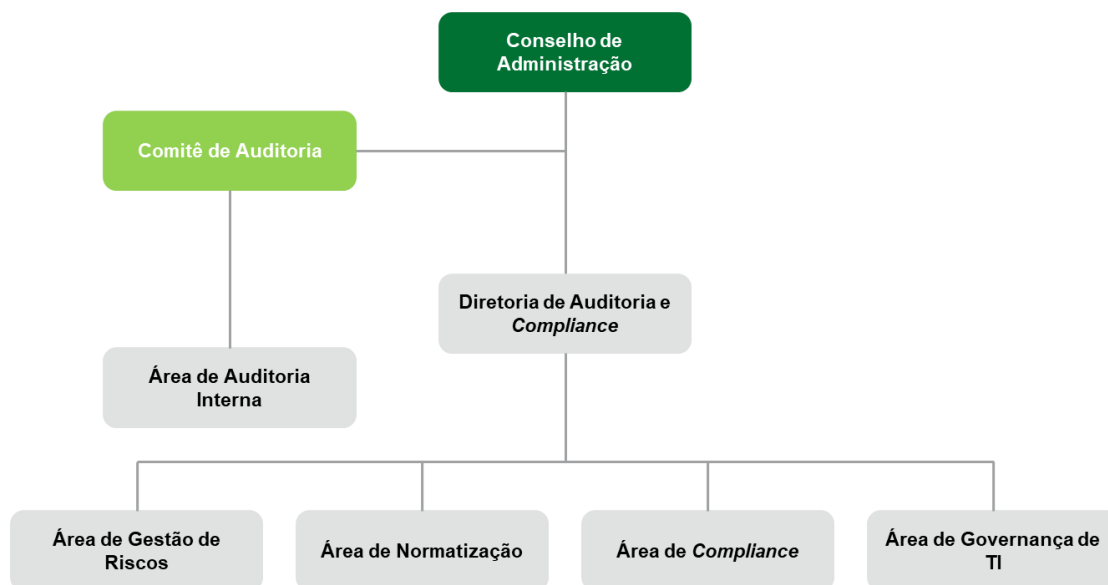 Conselho de
Administração
Comitê de Auditoria
Diretoria de Auditoria e
Compliance
Área de Auditoria
Interna
Área de Gestão de
Riscos
Área de Normatização
Área de Compliance
Área de Governança de
TI